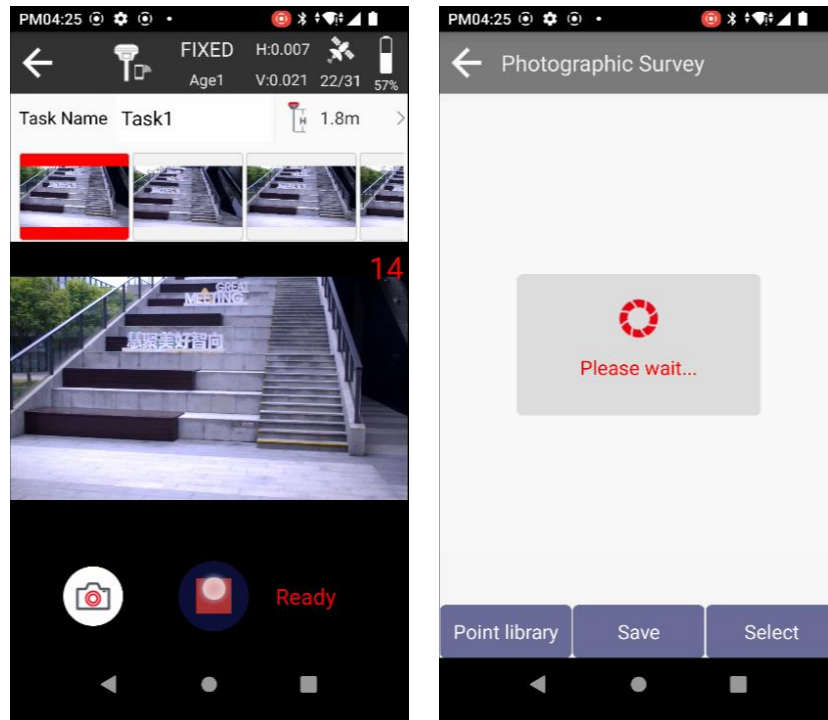 PM04:25
FIXED H:0.007
Age1 V:0.021 22/31 57%
Task Name Task1 H 1.8m
14
GREAT
MEETING
慧聚美好智向
Ready
PM04:25
Photographic Survey
Please wait...
Point library Save Select